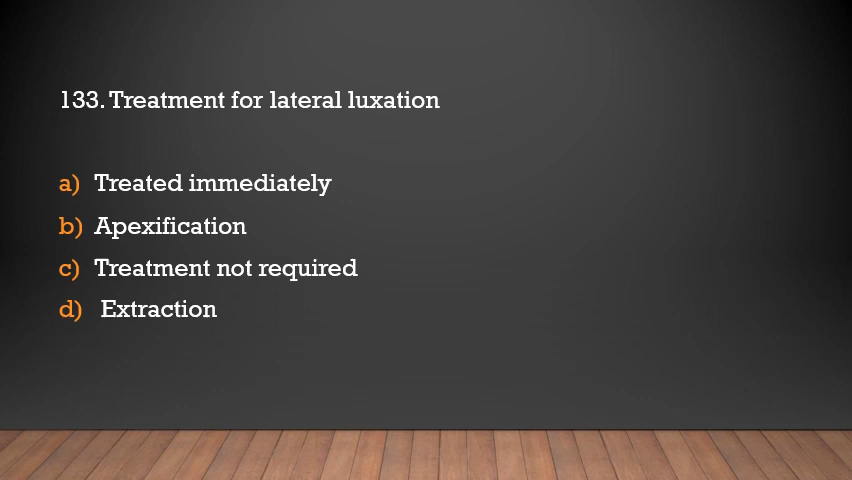 133. Treatment for lateral luxation
a) Treated immediately
b) Apexification
c) Treatment not required
d) Extraction